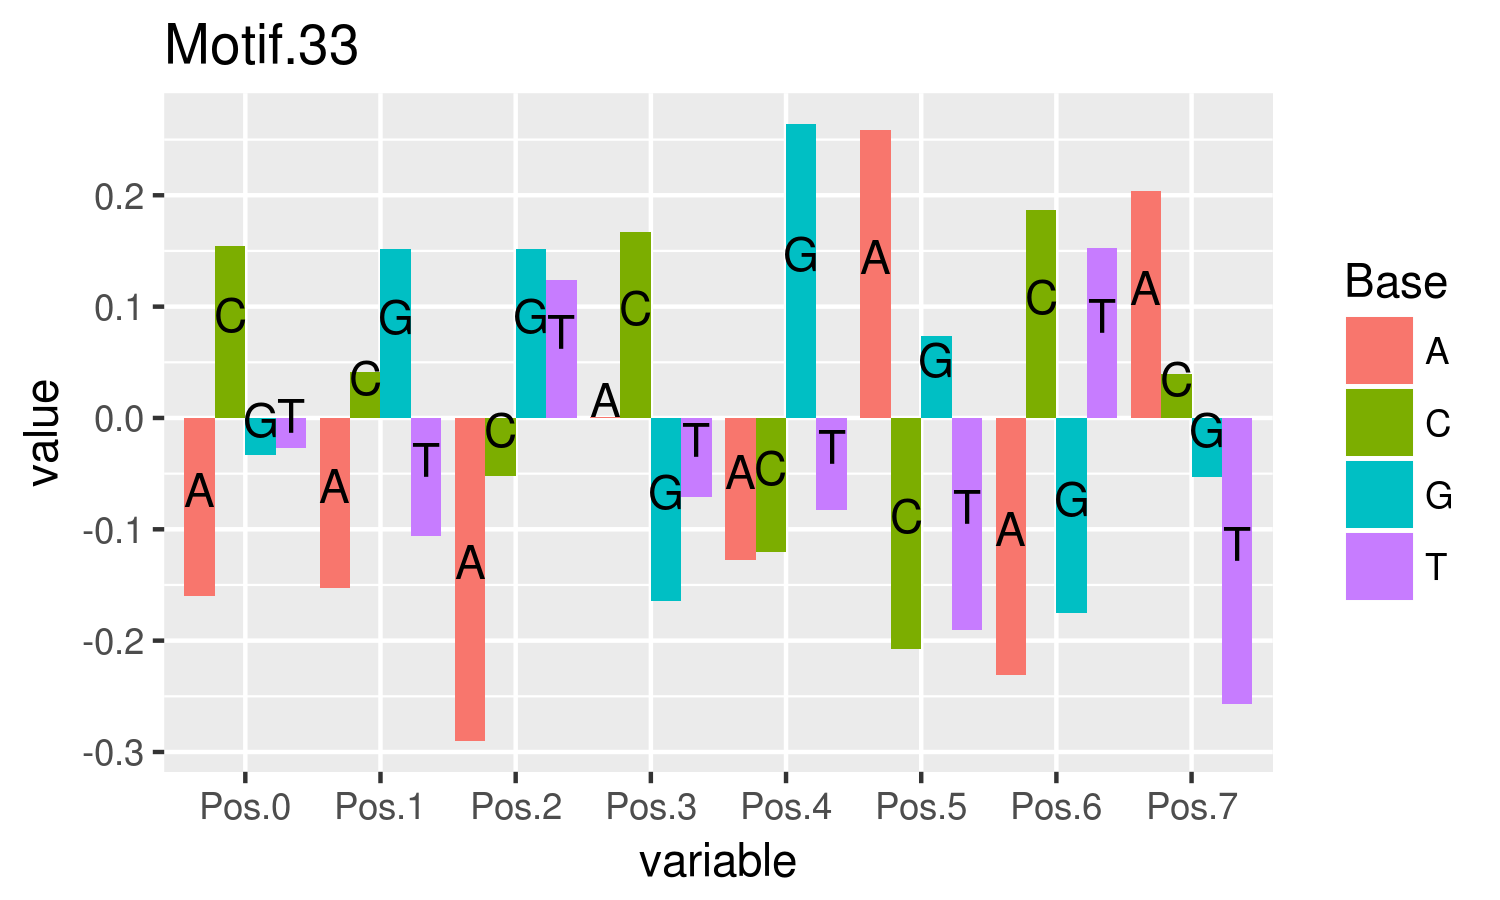 Motif.33
value
0.2
0.1
0.0
-0.1
-0.2
-0.3
A C G T
A C G T
A C G T
A C G T
A C G T
A C G T
A C G T
A C G T
Pos.0 Pos.1 Pos.2 Pos.3 Pos.4 Pos.5 Pos.6 Pos.7
variable
Base
A
C
G
T